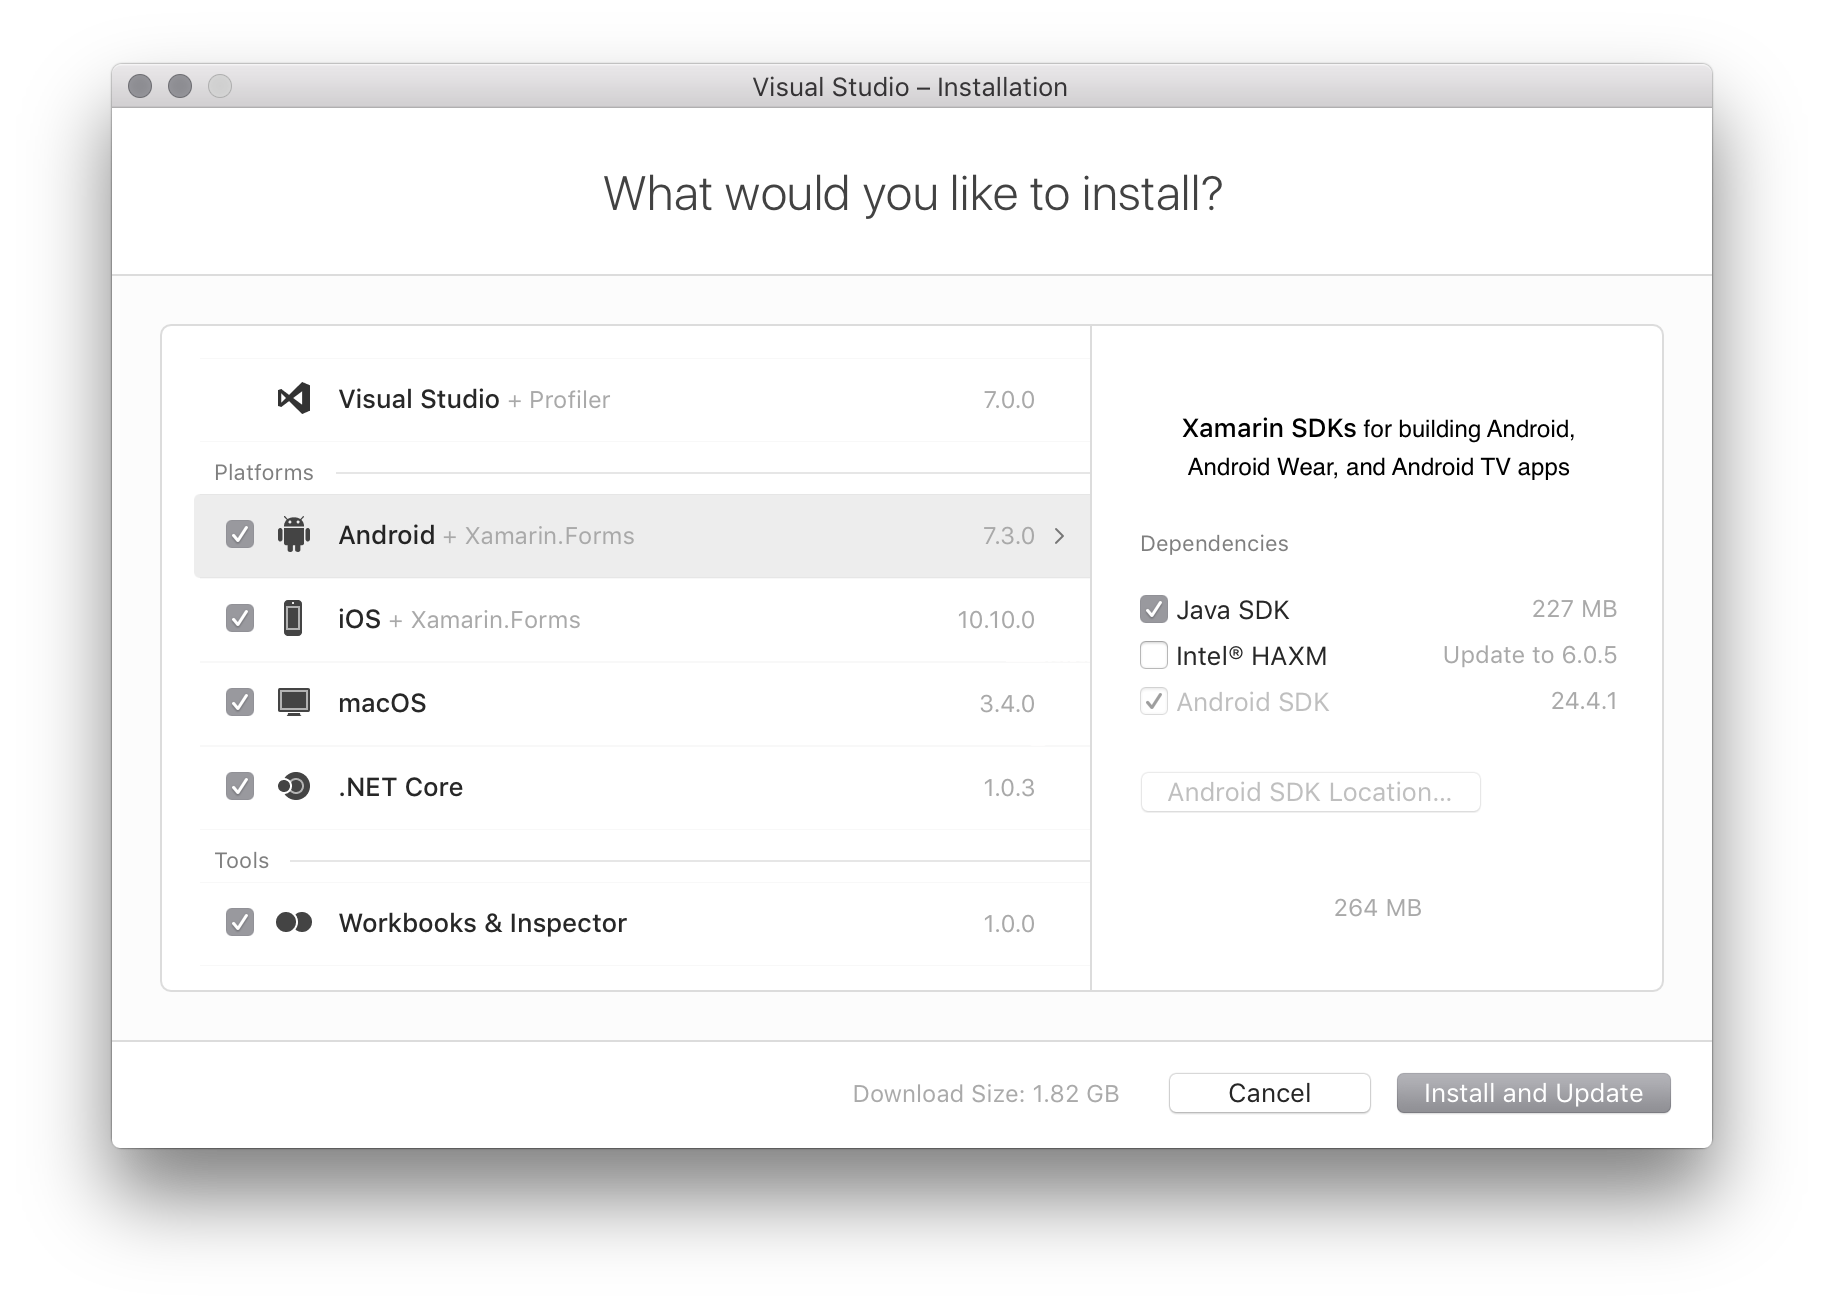 Visual Studio – Installation
What would you like to install?
Visual Studio + Profiler 7.0.0
Platforms
Android + Xamarin.Forms 7.3.0
iOS + Xamarin.Forms 10.10.0
macOS 3.4.0
.NET Core 1.0.3
Tools
Workbooks & Inspector 1.0.0
Xamarin SDKs for building Android,
Android Wear, and Android TV apps
Dependencies
Java SDK 227 MB
Intel® HAXM Update to 6.0.5
Android SDK 24.4.1
Android SDK Location...
264 MB
Download Size: 1.82 GB
Cancel
Install and Update